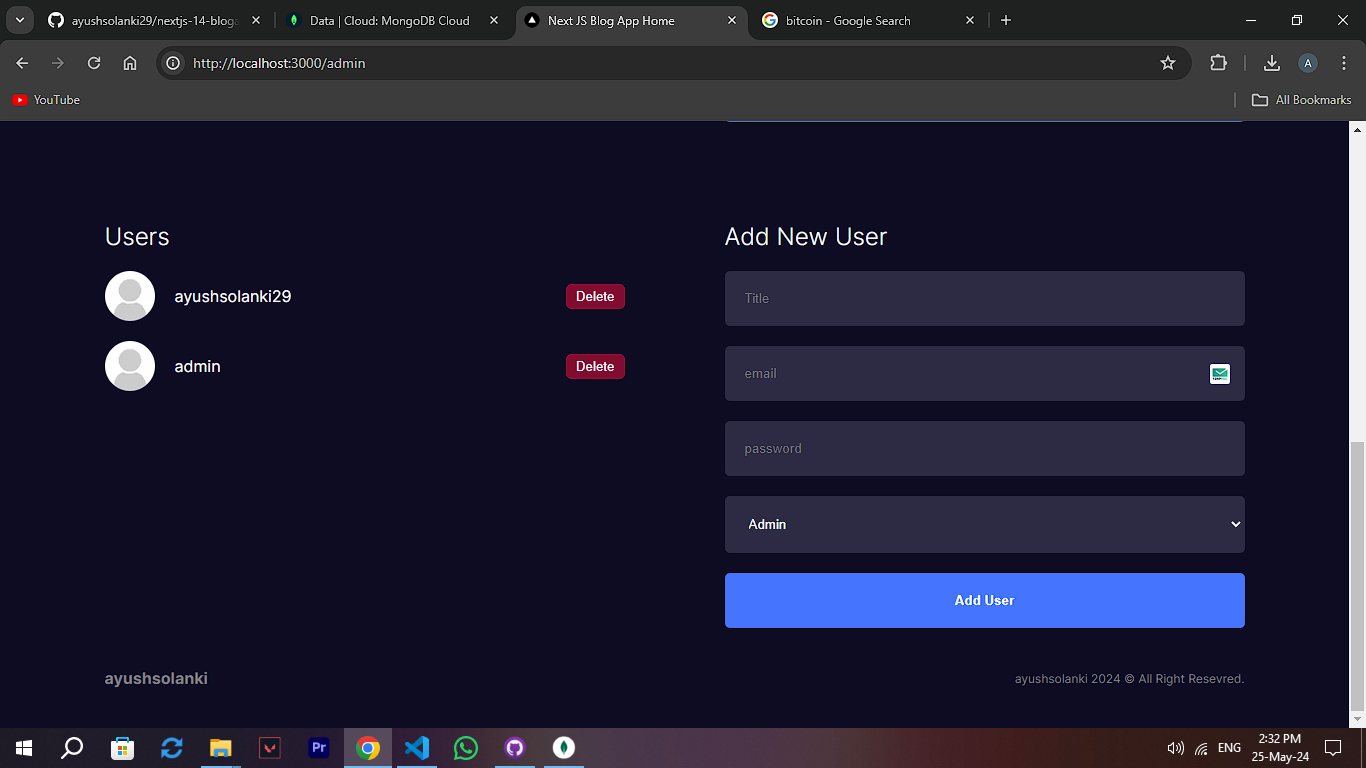 ayushsolanki29/nextjs-14-bloga
Data | Cloud: MongoDB Cloud
Next JS Blog App Home
bitcoin - Google Search
http://localhost:3000/admin
A
YouTube
All Bookmarks
Users
ayushsolanki29
Delete
admin
Delete
Add New User
Title
email
password
Admin
Add User
ayushsolanki
ayushsolanki 2024 © All Right Resevred.
Pr
ENG
2:32 PM
25-May-24